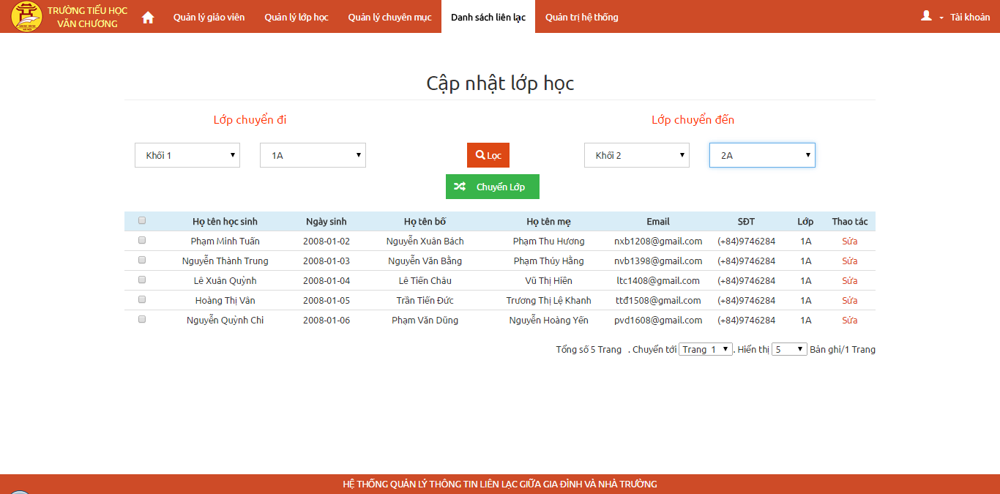 TRƯỜNG TIỂU HỌC
VĂN CHƯƠNG
Quản lý giáo viên Quản lý lớp học Quản lý chuyên mục Danh sách liên lạc Quản trị hệ thống Tài khoản
Cập nhật lớp học
Lớp chuyển đi Lớp chuyển đến
Khối 1 1A Lọc Khối 2 2A
Chuyển Lớp
Họ tên học sinh Ngày sinh Họ tên bố Họ tên mẹ Email SĐT Lớp Thao tác
Phạm Minh Tuấn 2008-01-02 Nguyễn Xuân Bách Phạm Thu Hương nxb1208@gmail.com (+84)9746284 1A Sửa
Nguyễn Thành Trung 2008-01-03 Nguyễn Văn Bằng Phạm Thúy Hằng nvb1398@gmail.com (+84)9746284 1A Sửa
Lê Xuân Quỳnh 2008-01-04 Lê Tiến Châu Vũ Thị Hiên ltc1408@gmail.com (+84)9746284 1A Sửa
Hoàng Thị Vân 2008-01-05 Trần Tiến Đức Trương Thị Lệ Khanh ttđ1508@gmail.com (+84)9746284 1A Sửa
Nguyễn Quỳnh Chi 2008-01-06 Phạm Văn Dũng Nguyễn Hoàng Yến pvd1608@gmail.com (+84)9746284 1A Sửa
Tổng số 5 Trang . Chuyển tới Trang 1 . Hiển thị 5 Bản ghi/1 Trang
HỆ THỐNG QUẢN LÝ THÔNG TIN LIÊN LẠC GIỮA GIA ĐÌNH VÀ NHÀ TRƯỜNG